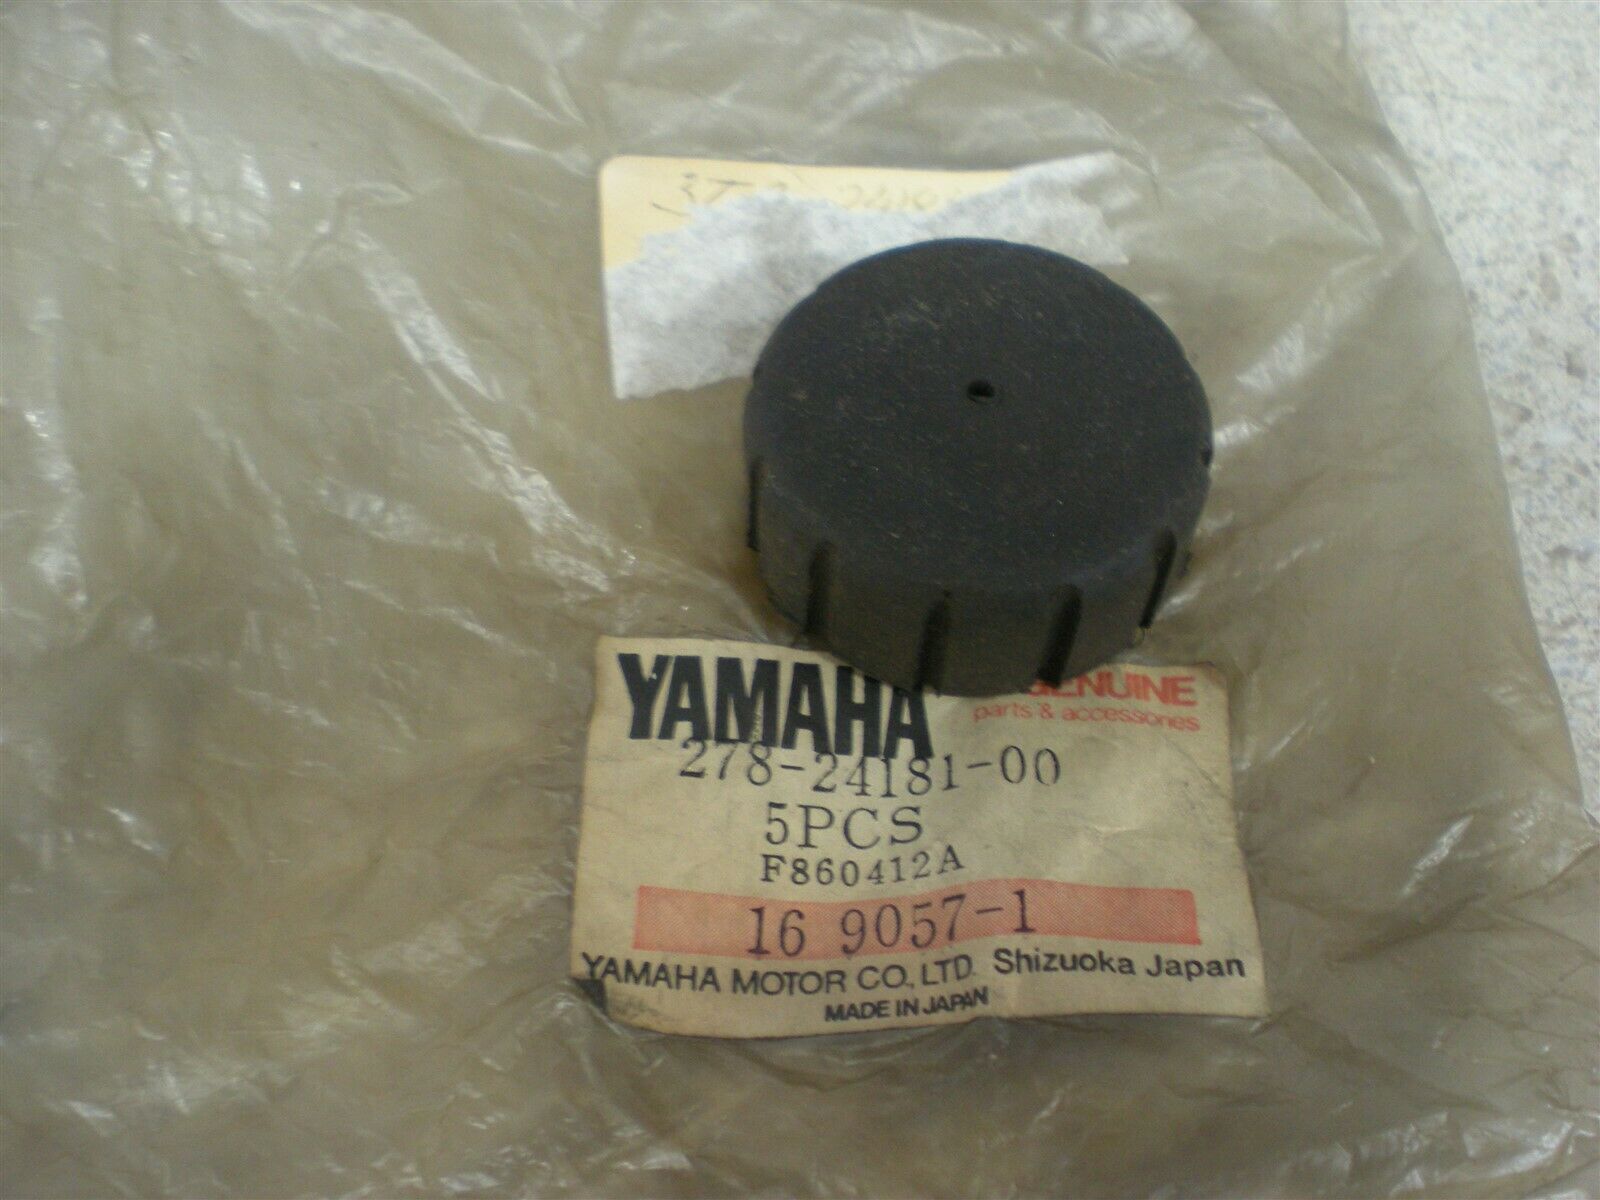 YAMAHA GENUINE
parts & accessories
278-24181-00
5PCS
F860412A
16 9057-1
YAMAHA MOTOR CO., LTD. Shizuoka Japan
MADE IN JAPAN